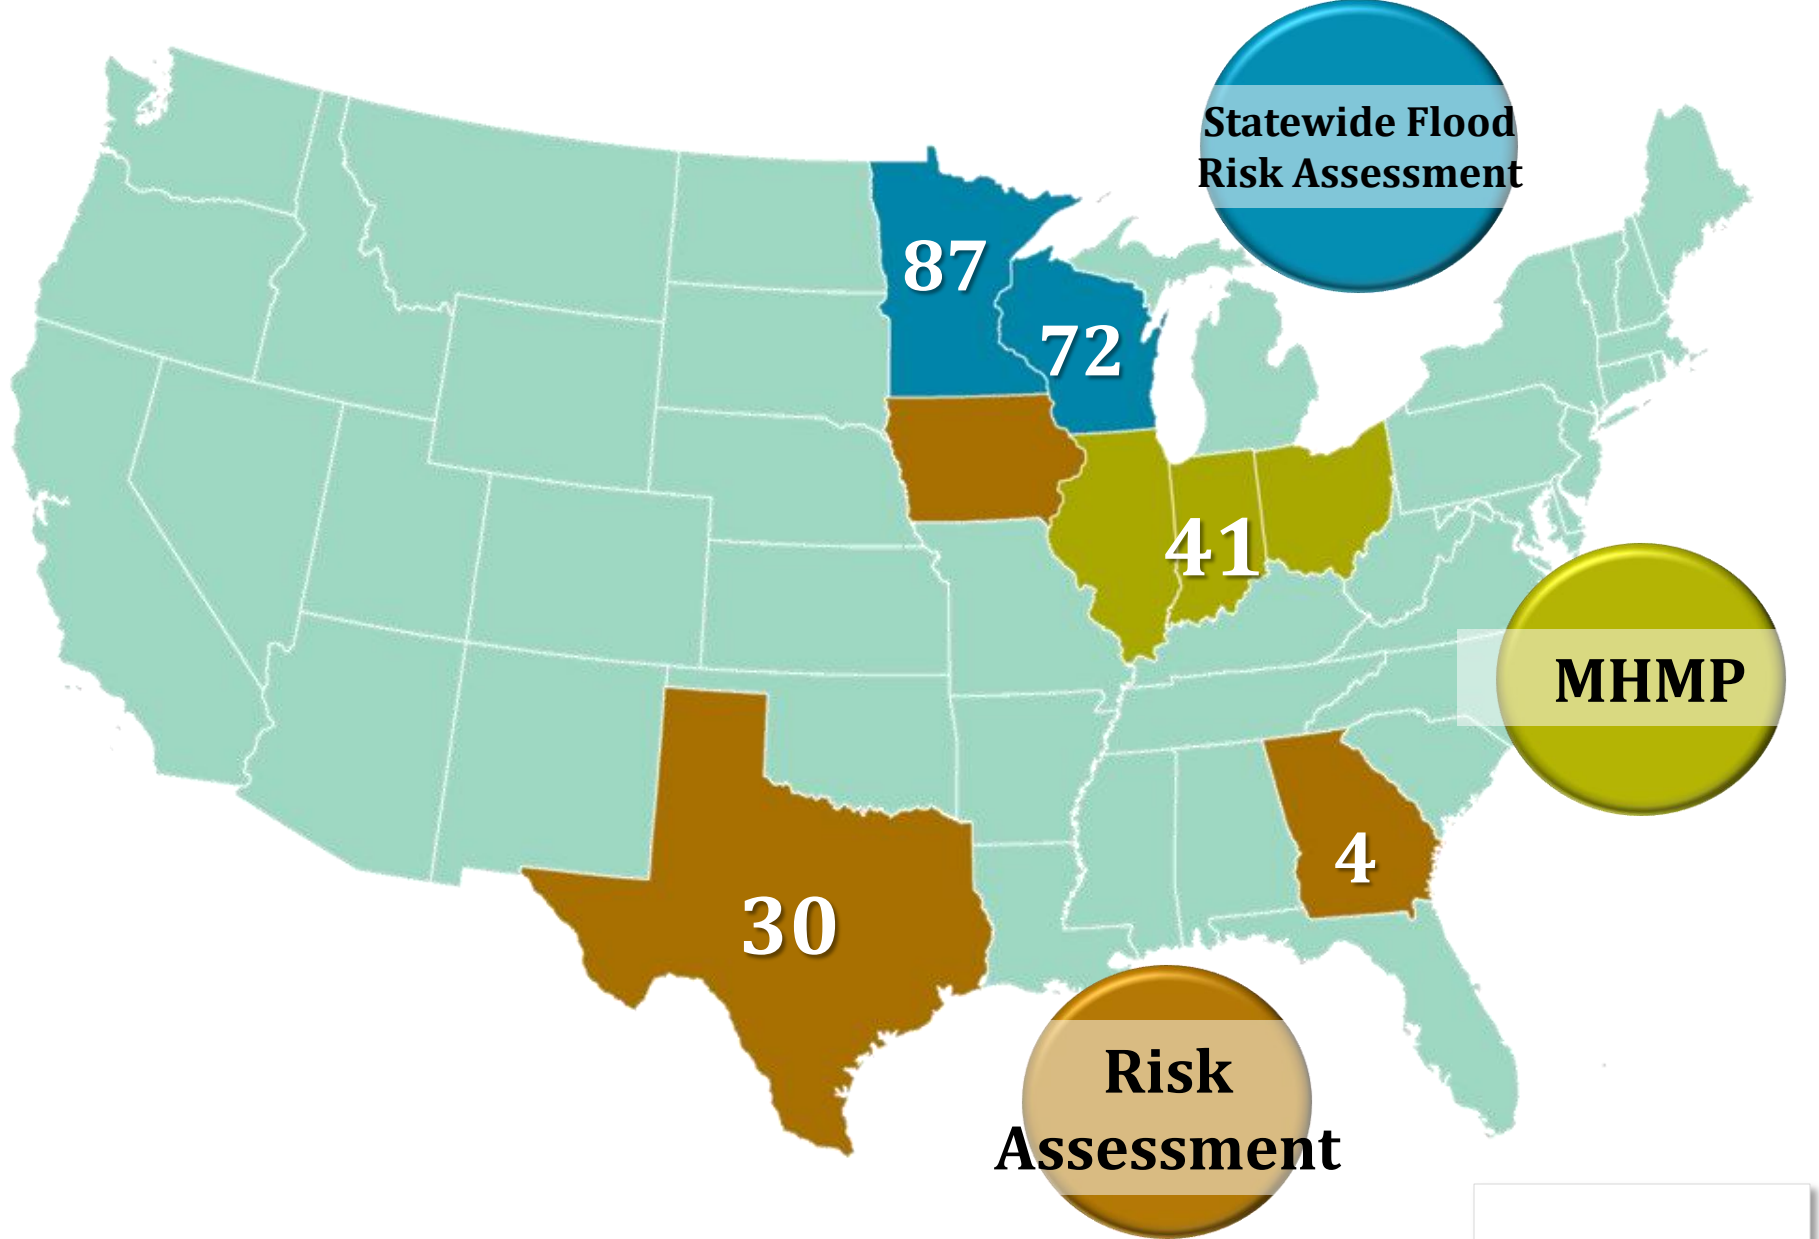 Statewide Flood
Risk Assessment
87
72
41
MHMP
4
30
Risk
Assessment